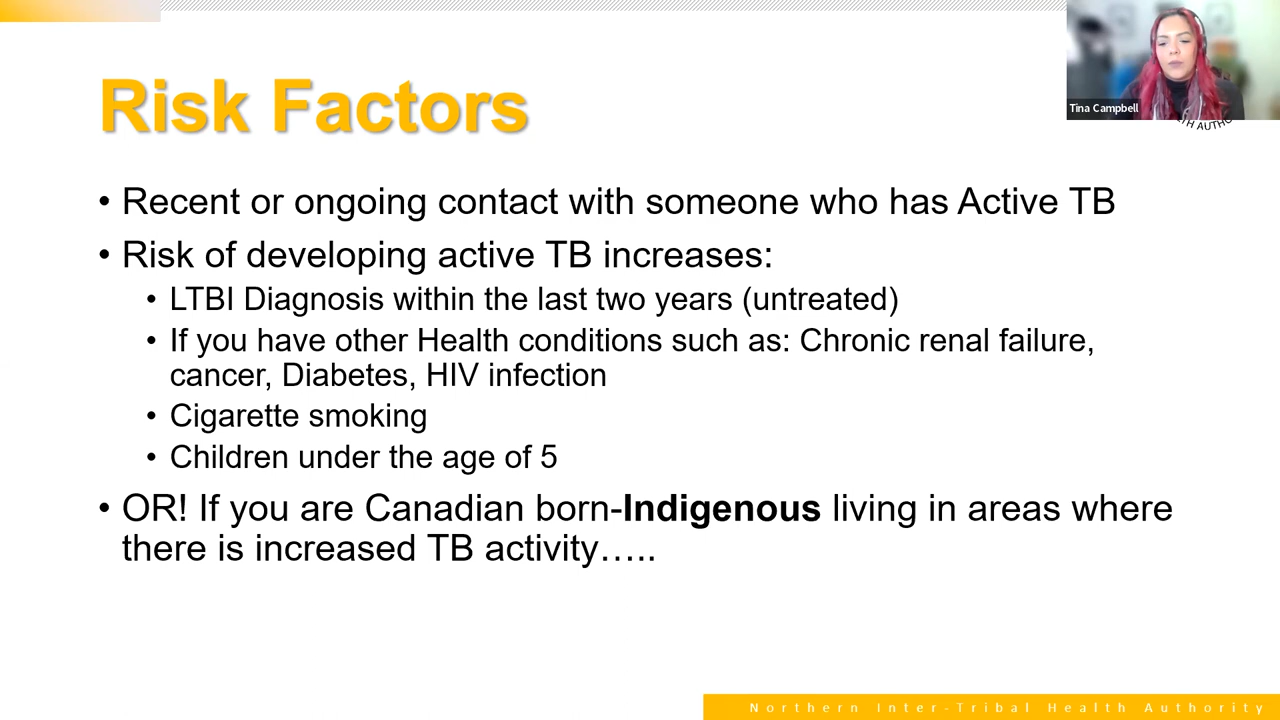 Risk Factors
Tina Campbell
• Recent or ongoing contact with someone who has Active TB
• Risk of developing active TB increases:
• LTBI Diagnosis within the last two years (untreated)
• If you have other Health conditions such as: Chronic renal failure,
cancer, Diabetes, HIV infection
• Cigarette smoking
• Children under the age of 5
• OR! If you are Canadian born-Indigenous living in areas where
there is increased TB activity…..
Northern Inter-Tribal Health Authority